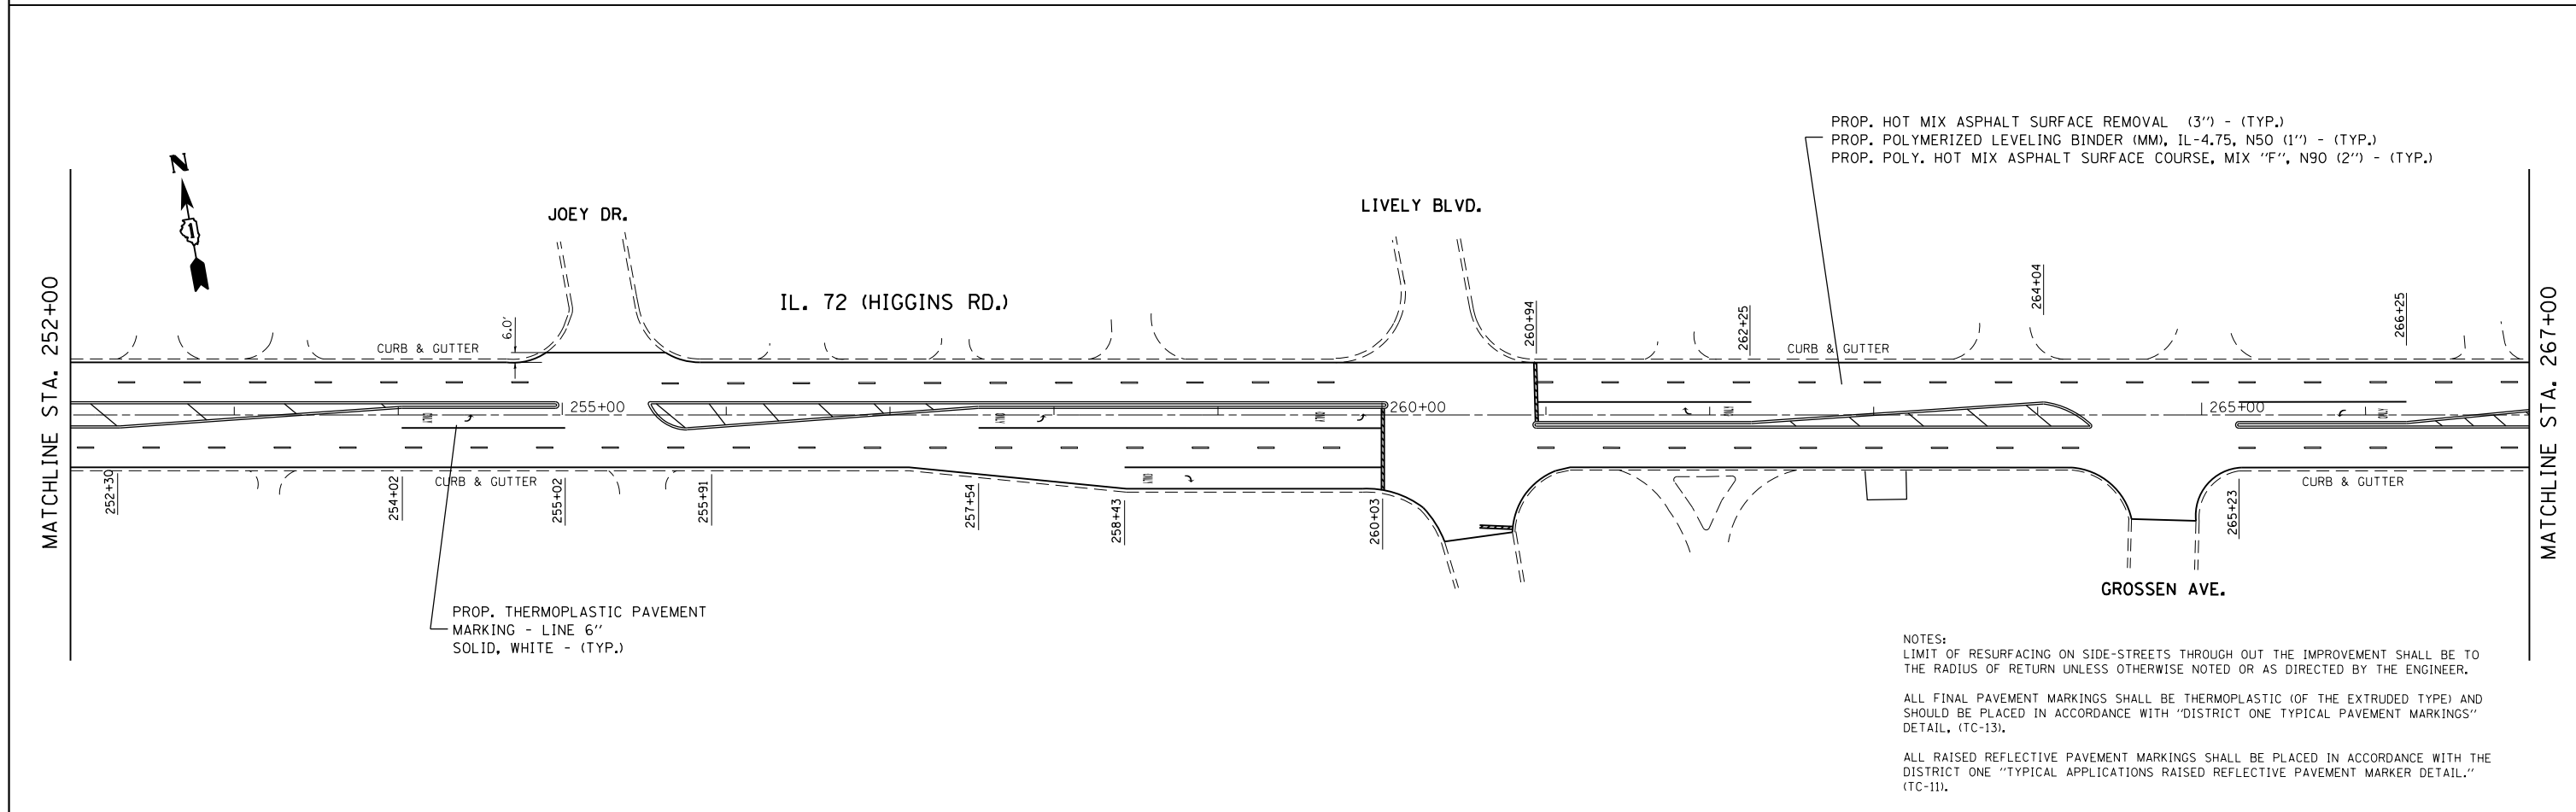 PROP. HOT MIX ASPHALT SURFACE REMOVAL (3'') - (TYP.)
PROP. POLYMERIZED LEVELING BINDER (MM), IL-4.75, N50 (1'') - (TYP.)
PROP. POLY. HOT MIX ASPHALT SURFACE COURSE, MIX ''F'', N90 (2'') - (TYP.)
N
1
JOEY DR.
LIVELY BLVD.
IL. 72 (HIGGINS RD.)
MATCHLINE STA. 252+00
MATCHLINE STA. 267+00
6.0'
260+94
262+25
264+04
266+25
CURB & GUTTER
CURB & GUTTER
255+00
260+00
265+00
ONLY
ONLY
ONLY
ONLY
ONLY
ONLY
CURB & GUTTER
CURB & GUTTER
252+30
254+02
255+02
255+91
257+54
258+43
260+03
265+23
GROSSEN AVE.
PROP. THERMOPLASTIC PAVEMENT
MARKING - LINE 6''
SOLID, WHITE - (TYP.)
NOTES:
LIMIT OF RESURFACING ON SIDE-STREETS THROUGH OUT THE IMPROVEMENT SHALL BE TO
THE RADIUS OF RETURN UNLESS OTHERWISE NOTED OR AS DIRECTED BY THE ENGINEER.
ALL FINAL PAVEMENT MARKINGS SHALL BE THERMOPLASTIC (OF THE EXTRUDED TYPE) AND
SHOULD BE PLACED IN ACCORDANCE WITH ''DISTRICT ONE TYPICAL PAVEMENT MARKINGS''
DETAIL, (TC-13).
ALL RAISED REFLECTIVE PAVEMENT MARKINGS SHALL BE PLACED IN ACCORDANCE WITH THE
DISTRICT ONE ''TYPICAL APPLICATIONS RAISED REFLECTIVE PAVEMENT MARKER DETAIL.''
(TC-11).